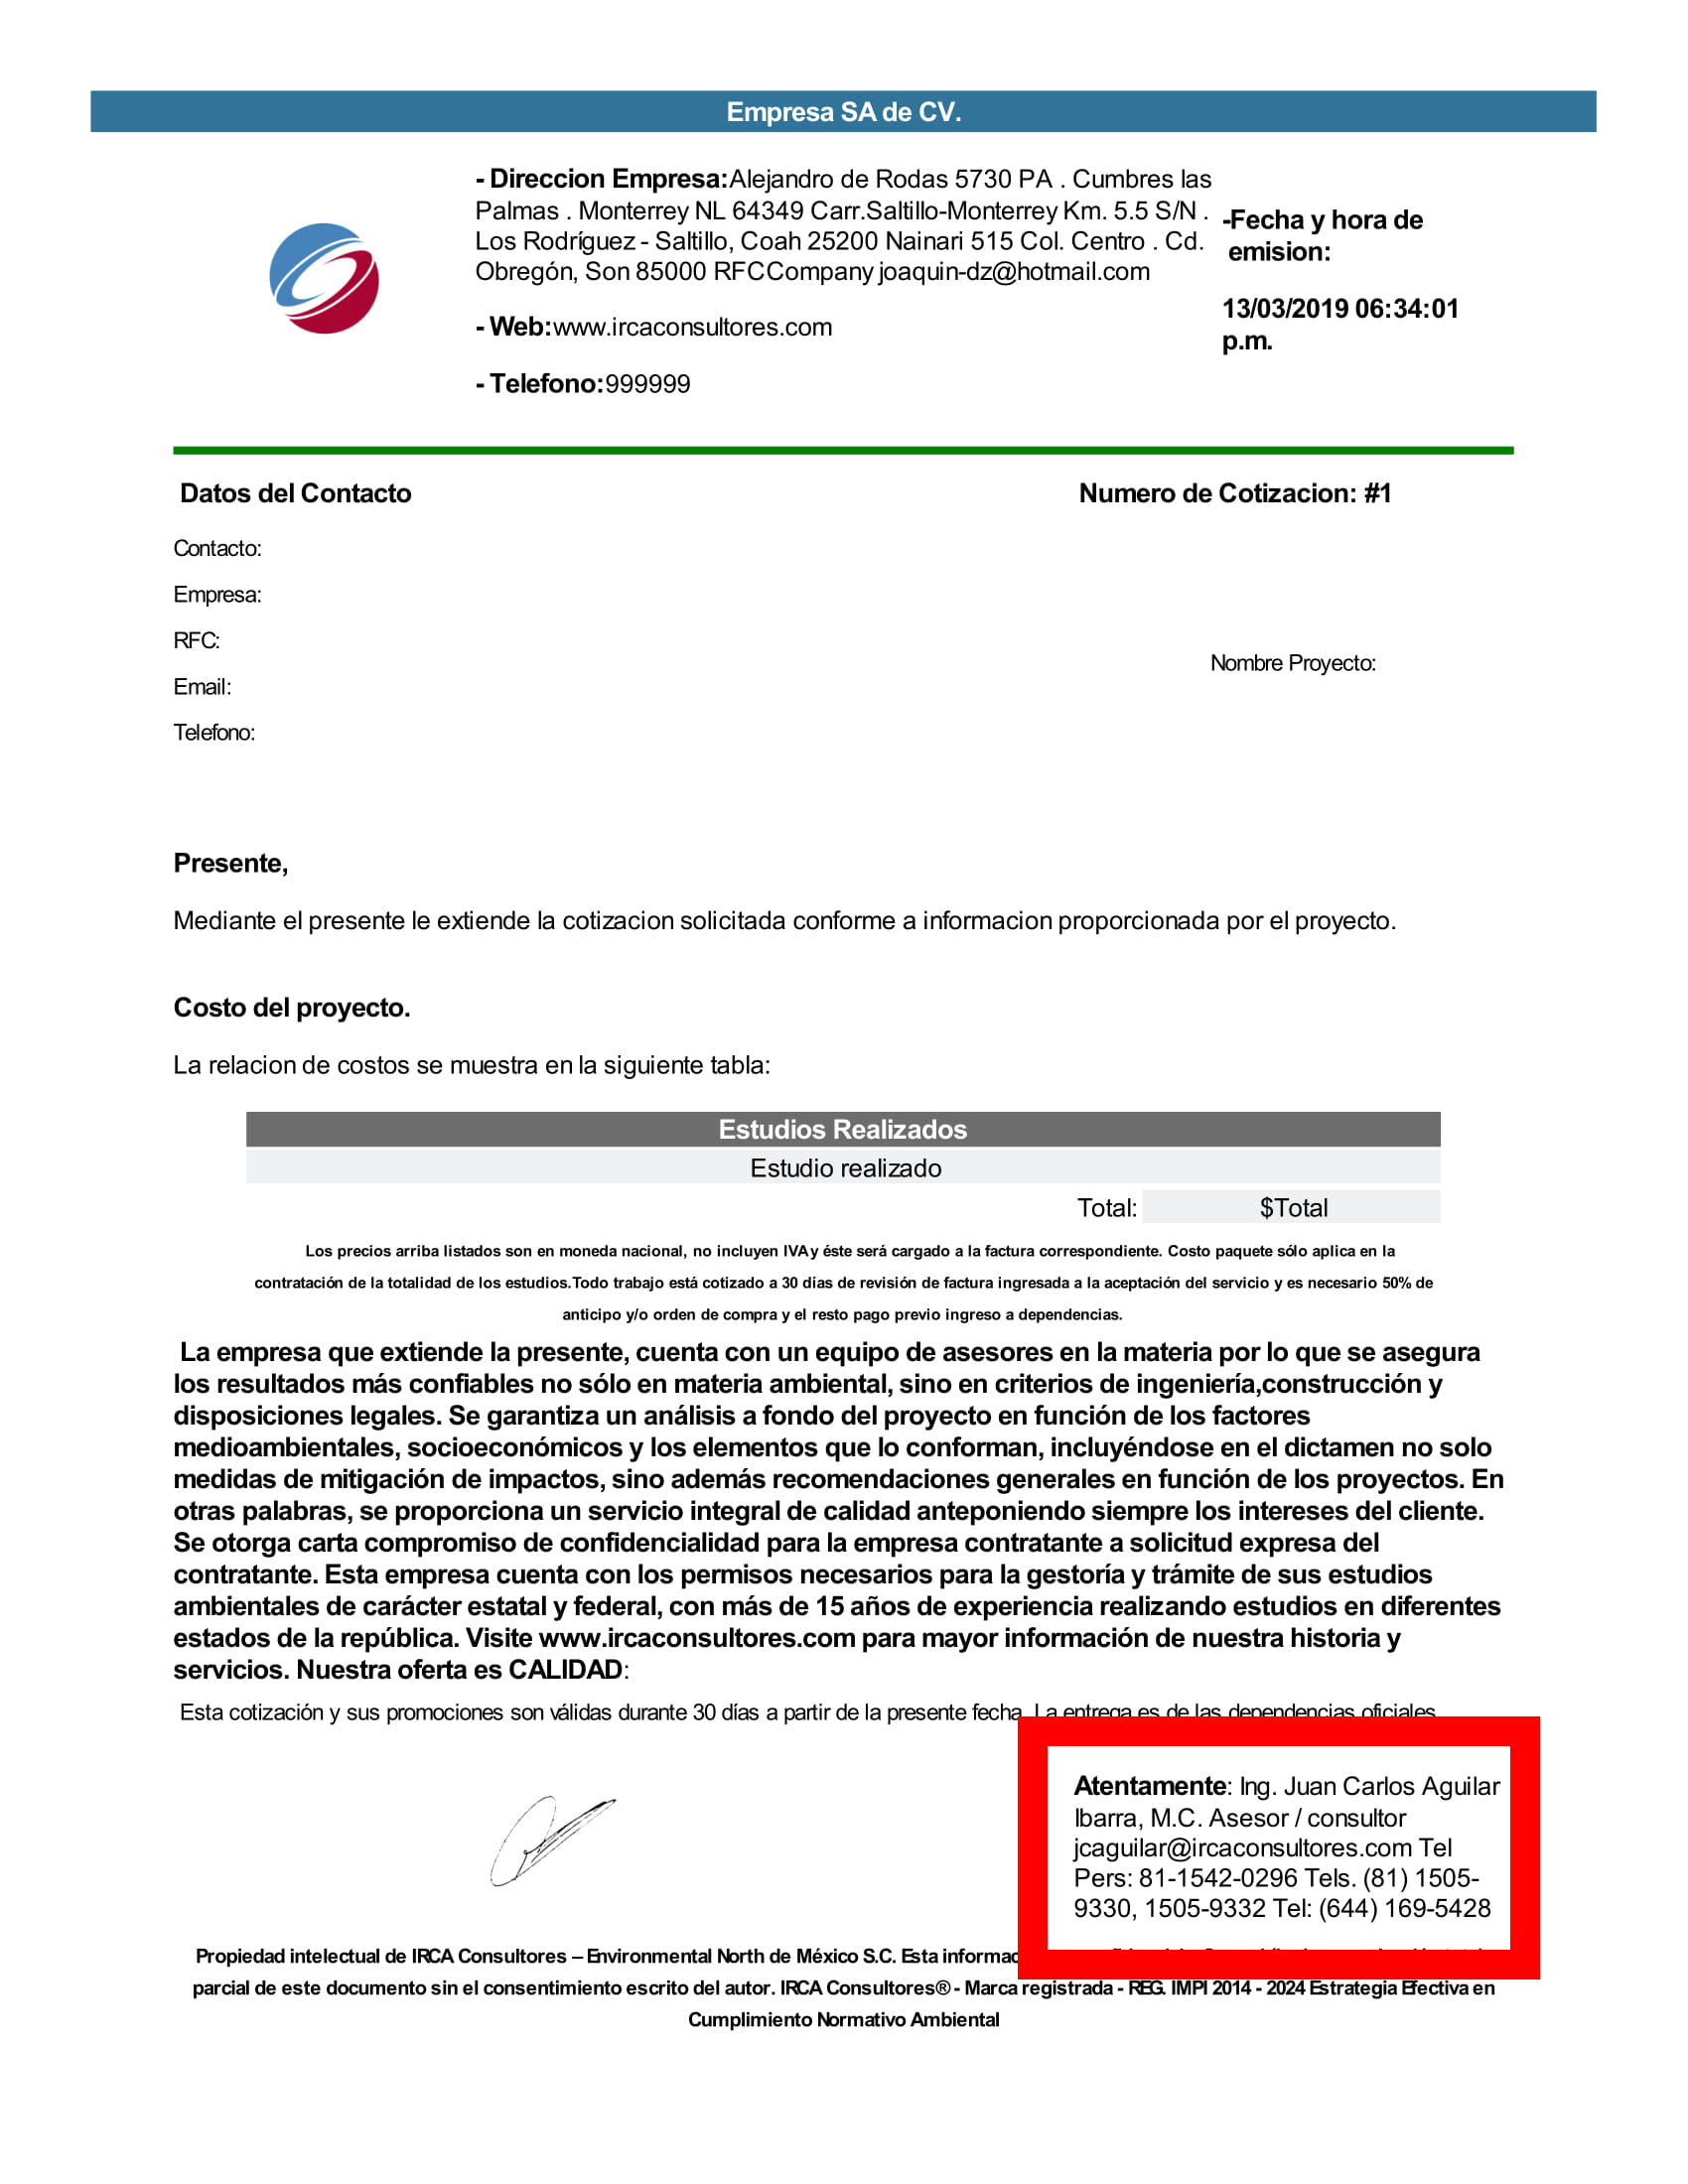 Empresa SA de CV.
- Direccion Empresa:Alejandro de Rodas 5730 PA . Cumbres las
Palmas . Monterrey NL 64349 Carr.Saltillo-Monterrey Km. 5.5 S/N .
Los Rodríguez - Saltillo, Coah 25200 Nainari 515 Col. Centro . Cd.
Obregón, Son 85000 RFCCompany joaquin-dz@hotmail.com
- Web:www.ircaconsultores.com
- Telefono:999999
-Fecha y hora de
emision:
13/03/2019 06:34:01
p.m.
Datos del Contacto
Numero de Cotizacion: #1
Contacto:
Empresa:
RFC:
Email:
Telefono:
Nombre Proyecto:
Presente,
Mediante el presente le extiende la cotizacion solicitada conforme a informacion proporcionada por el proyecto.
Costo del proyecto.
La relacion de costos se muestra en la siguiente tabla:
Estudios Realizados
Estudio realizado
Total: $Total
Los precios arriba listados son en moneda nacional, no incluyen IVA y éste será cargado a la factura correspondiente. Costo paquete sólo aplica en la
contratación de la totalidad de los estudios.Todo trabajo está cotizado a 30 días de revisión de factura ingresada a la aceptación del servicio y es necesario 50% de
anticipo y/o orden de compra y el resto pago previo ingreso a dependencias.
La empresa que extiende la presente, cuenta con un equipo de asesores en la materia por lo que se asegura
los resultados más confiables no sólo en materia ambiental, sino en criterios de ingeniería,construcción y
disposiciones legales. Se garantiza un análisis a fondo del proyecto en función de los factores
medioambientales, socioeconómicos y los elementos que lo conforman, incluyéndose en el dictamen no solo
medidas de mitigación de impactos, sino además recomendaciones generales en función de los proyectos. En
otras palabras, se proporciona un servicio integral de calidad anteponiendo siempre los intereses del cliente.
Se otorga carta compromiso de confidencialidad para la empresa contratante a solicitud expresa del
contratante. Esta empresa cuenta con los permisos necesarios para la gestoría y trámite de sus estudios
ambientales de carácter estatal y federal, con más de 15 años de experiencia realizando estudios en diferentes
estados de la república. Visite www.ircaconsultores.com para mayor información de nuestra historia y
servicios. Nuestra oferta es CALIDAD:
Esta cotización y sus promociones son válidas durante 30 días a partir de la presente fecha. La entrega es de las dependencias oficiales
Atentamente: Ing. Juan Carlos Aguilar
Ibarra, M.C. Asesor / consultor
jcaguilar@ircaconsultores.com Tel
Pers: 81-1542-0296 Tels. (81) 1505-
9330, 1505-9332 Tel: (644) 169-5428
Propiedad intelectual de IRCA Consultores – Environmental North de México S.C. Esta
parcial de este documento sin el consentimiento escrito del autor. IRCA Consultores® - Marca registrada - REG. IMPI 2014 - 2024 Estrategia Efectiva en
Cumplimiento Normativo Ambiental